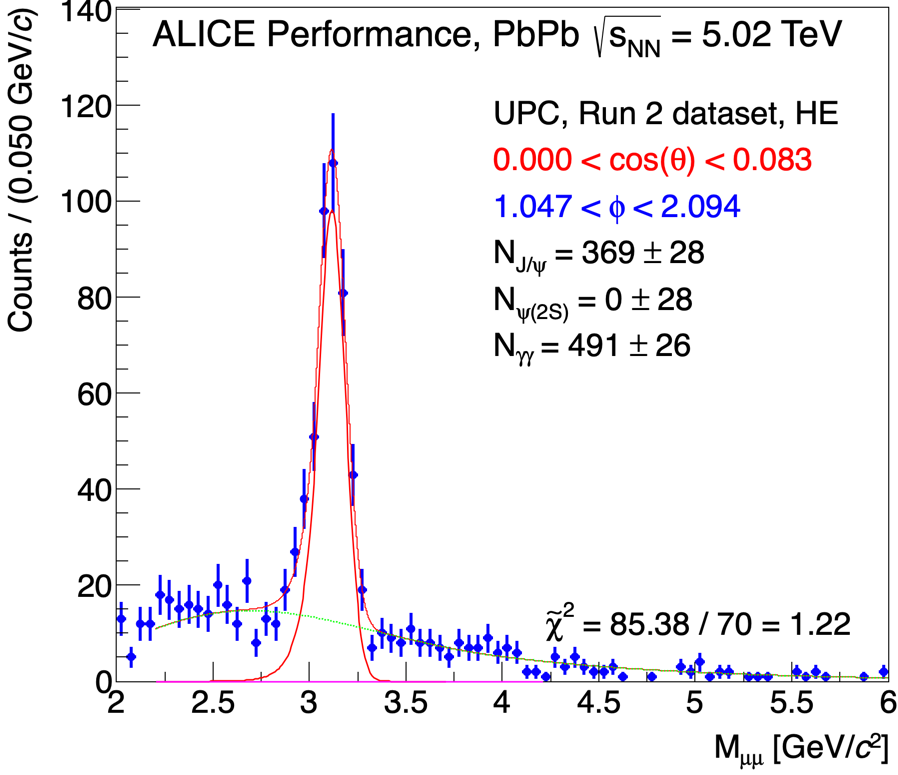 ALICE Performance, PbPb √sNN = 5.02 TeV
UPC, Run 2 dataset, HE
0.000 < cos(θ) < 0.083
1.047 < ϕ < 2.094
NJ/ψ = 369 ± 28
Nψ(2S) = 0 ± 28
Nγγ = 491 ± 26
χ̃² = 85.38 / 70 = 1.22
Counts / (0.050 GeV/c)
140
120
100
80
60
40
20
0
2 2.5 3 3.5 4 4.5 5 5.5 6
Mμμ [GeV/c²]